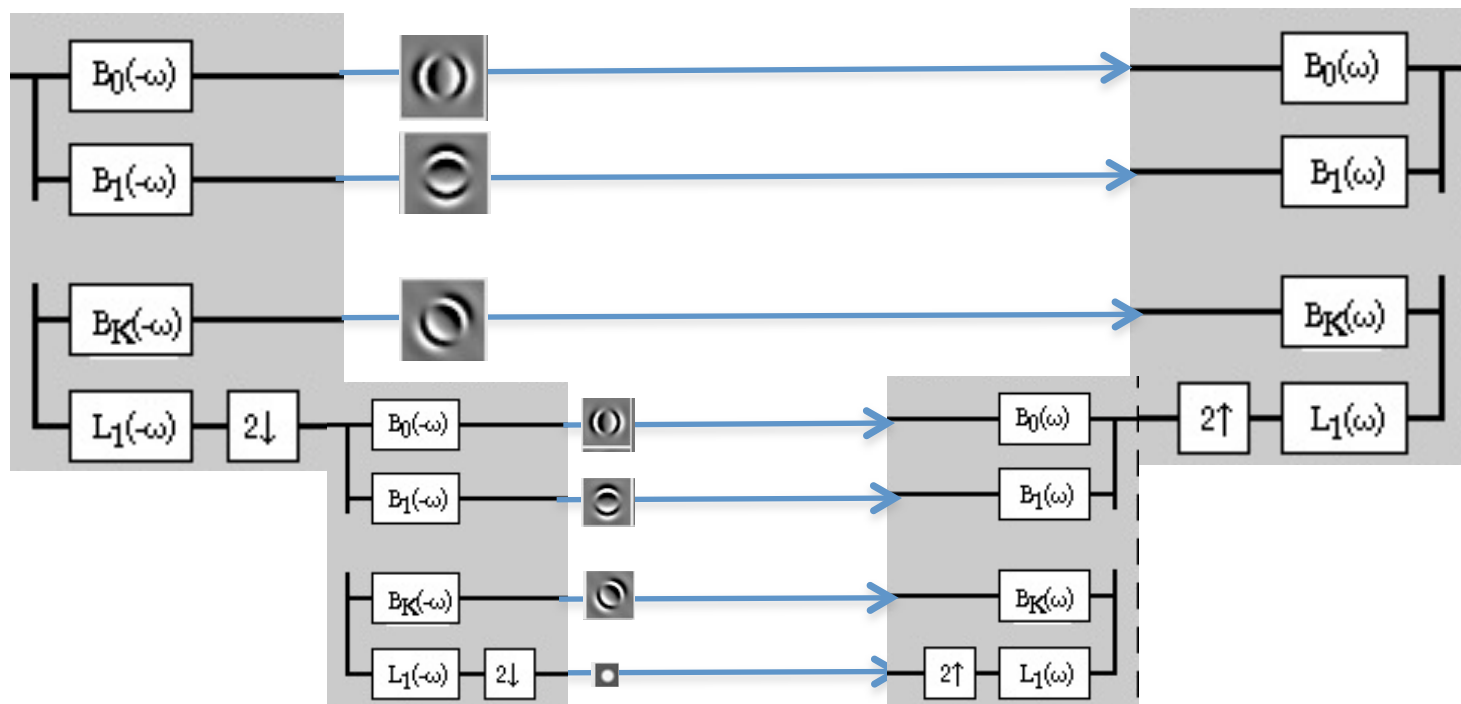 B0(-ω)
B0(ω)
B1(-ω)
B1(ω)
BK(-ω)
BK(ω)
L1(-ω) 2↓
2↑ L1(ω)
B0(-ω)
B0(ω)
B1(-ω)
B1(ω)
BK(-ω)
BK(ω)
L1(-ω) 2↓
2↑ L1(ω)